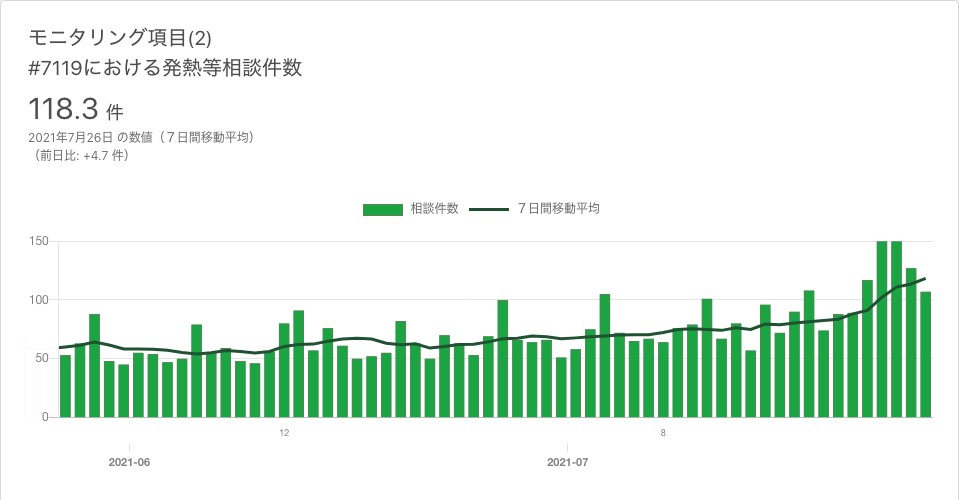 モニタリング項目(2)
#7119における発熱等相談件数
118.3 件
2021年7月26日 の数値（７日間移動平均）
（前日比: +4.7 件）
相談件数 ７日間移動平均
150
100
50
0
12 8
2021-06 2021-07